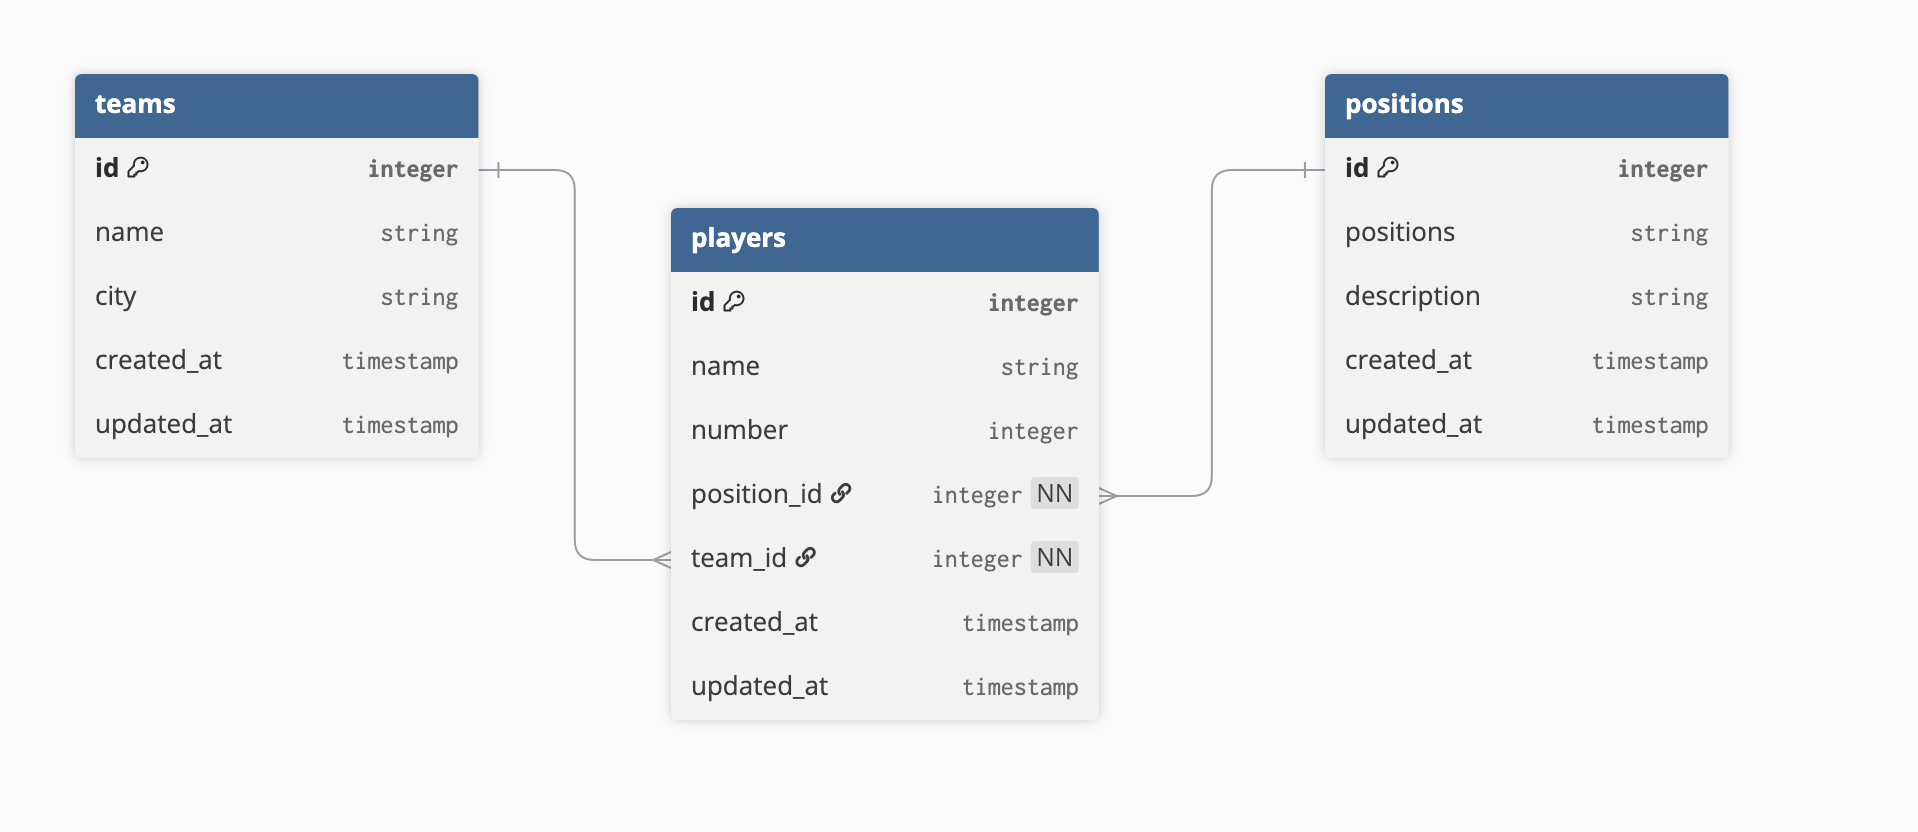 teams
id integer
name string
city string
created_at timestamp
updated_at timestamp
players
id integer
name string
number integer
position_id integer NN
team_id integer NN
created_at timestamp
updated_at timestamp
positions
id integer
positions string
description string
created_at timestamp
updated_at timestamp